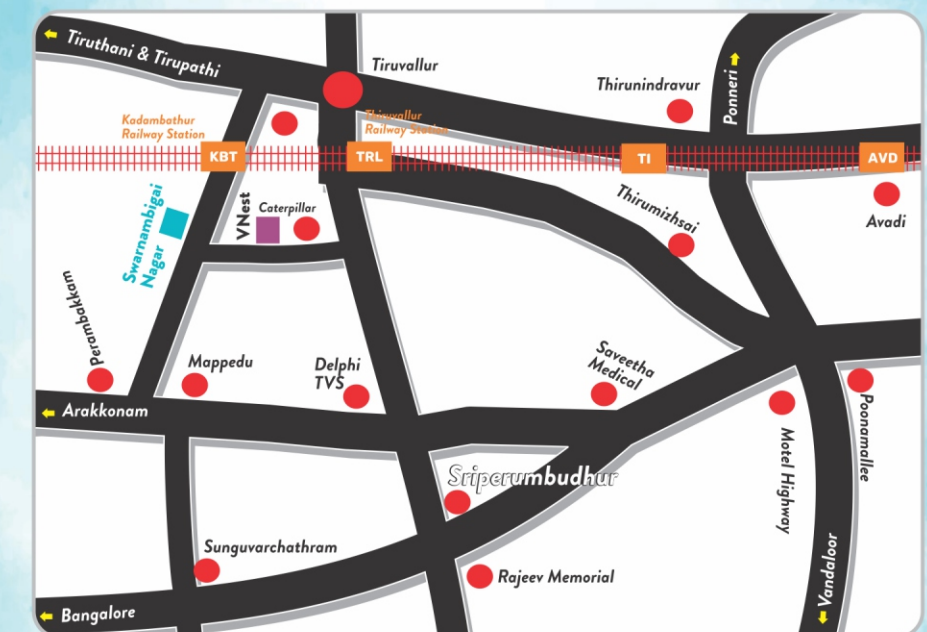 Tiruthani & Tirupathi
Tiruvallur
Thirunindravur
Ponneri
Kadambathur
Railway Station
Thiruvallur
Railway Station
KBT
TRL
TI
AVD
Swarnambigai
Nagar
VNest
Caterpillar
Thirumizhsai
Avadi
Perambakkam
Mappedu
Delphi
TVS
Saveetha
Medical
Arakkonam
Poonamallee
Motel Highway
Sriperumbudhur
Sunguvarchathram
Rajeev Memorial
Vandaloor
Bangalore